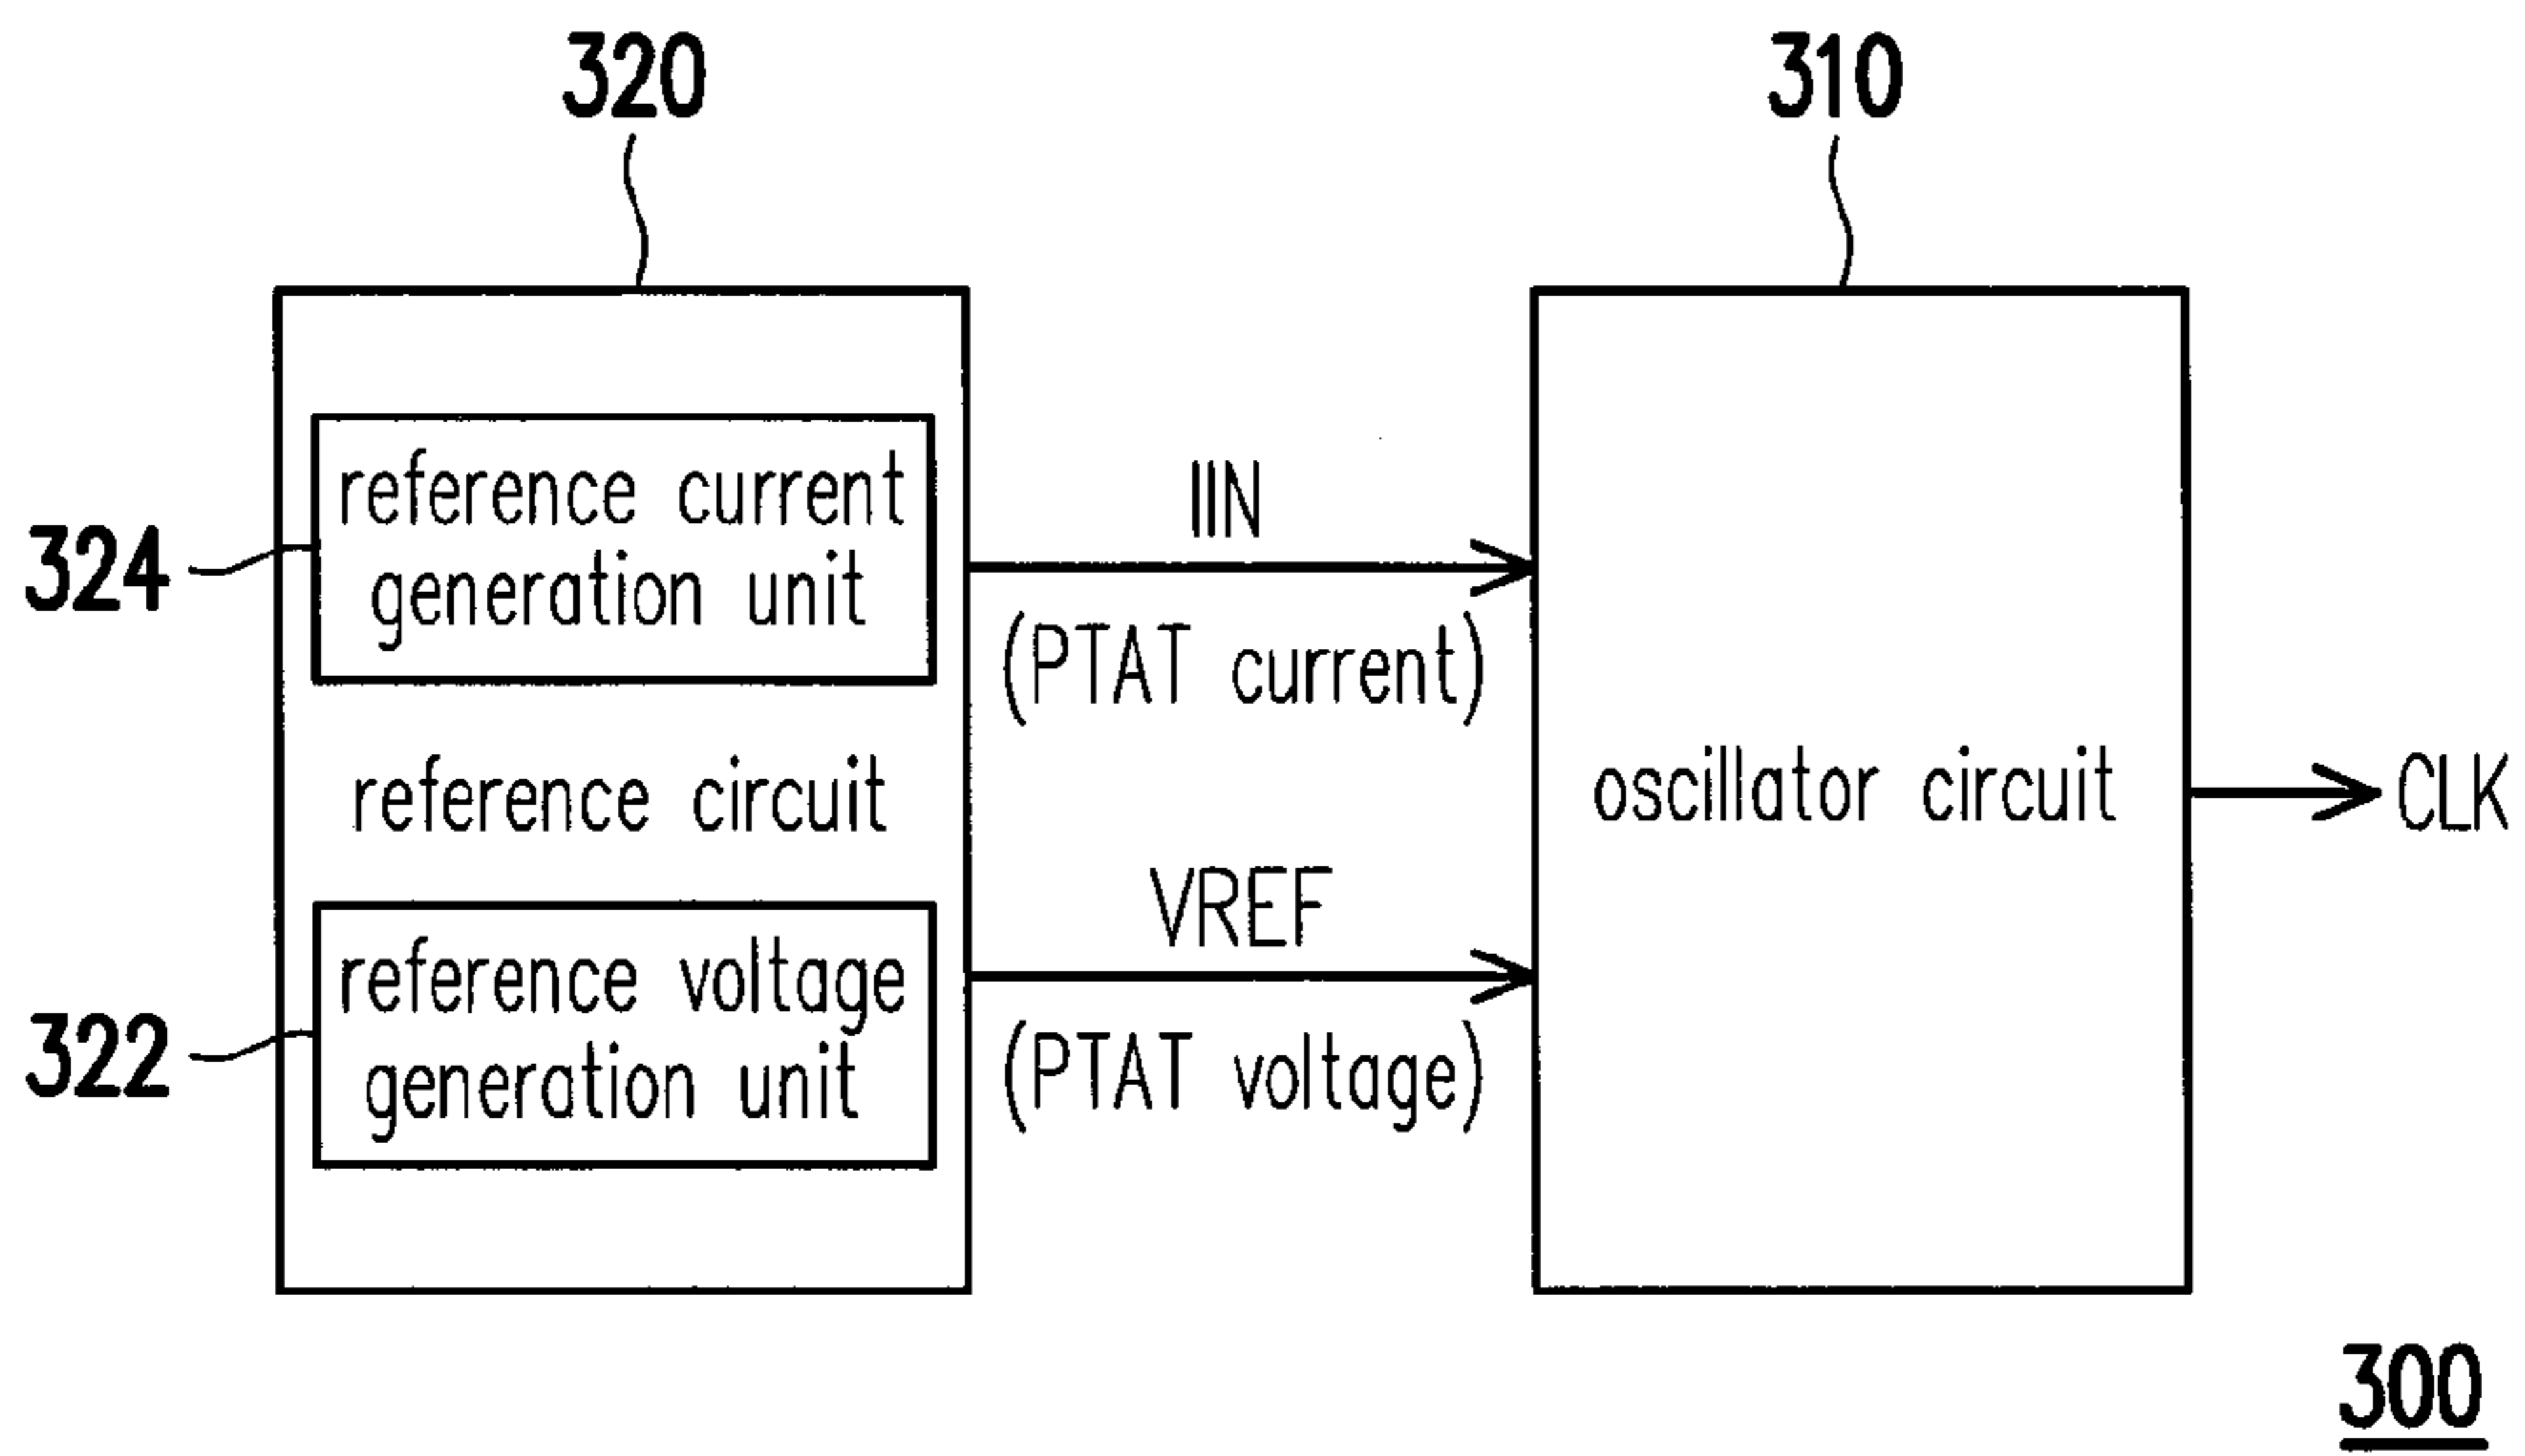 320
310
reference current
generation unit
324
IIN
(PTAT current)
reference circuit
oscillator circuit
CLK
VREF
reference voltage
generation unit
322
(PTAT voltage)
300